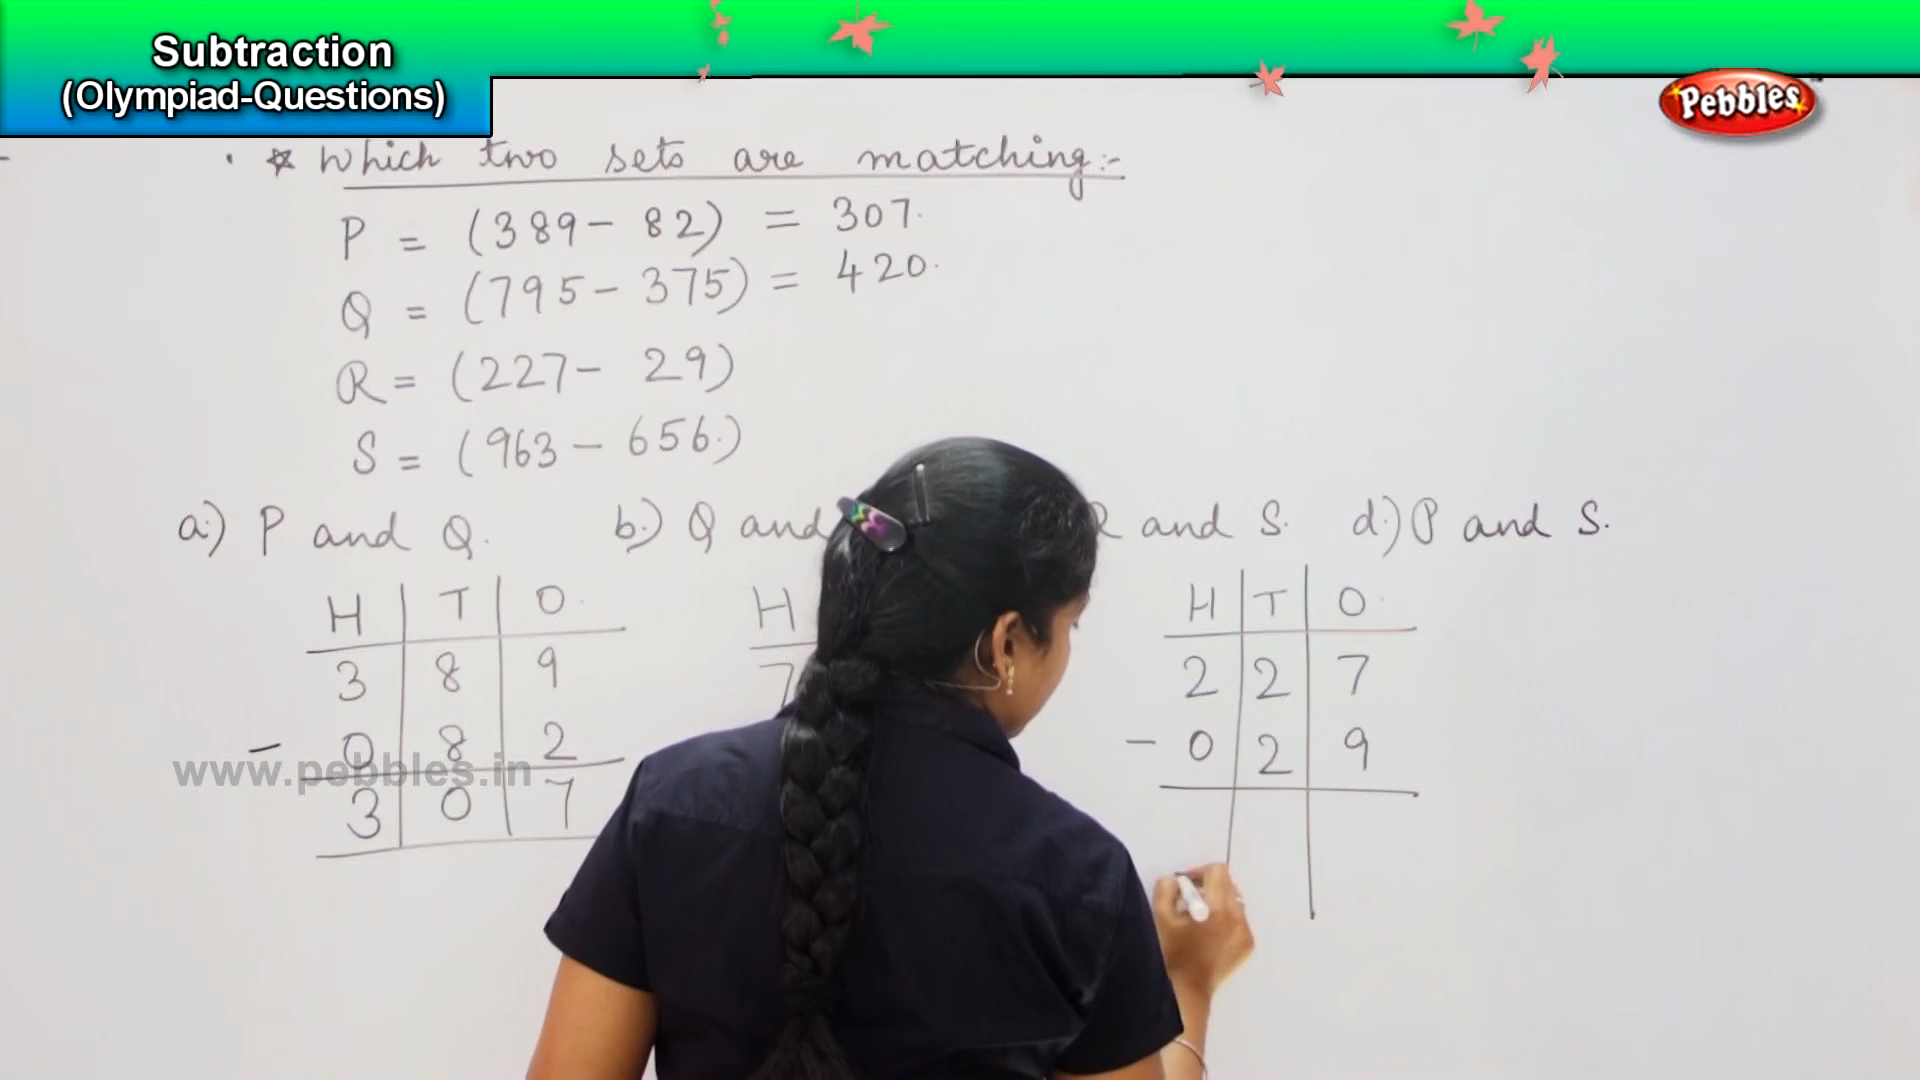 Subtraction
(Olympiad-Questions)
Pebbles
* Which two sets are matching:-
P = (389 - 82) = 307.
Q = (795 - 375) = 420.
R = (227 - 29)
S = (963 - 656.)
a.) P and Q. b.) Q and R and S. d.) P and S.
H T O. H H T O.
3 8 9 7 2 2 7
- 0 8 2 - 0 2 9
www.pebbles.in
3 0 7